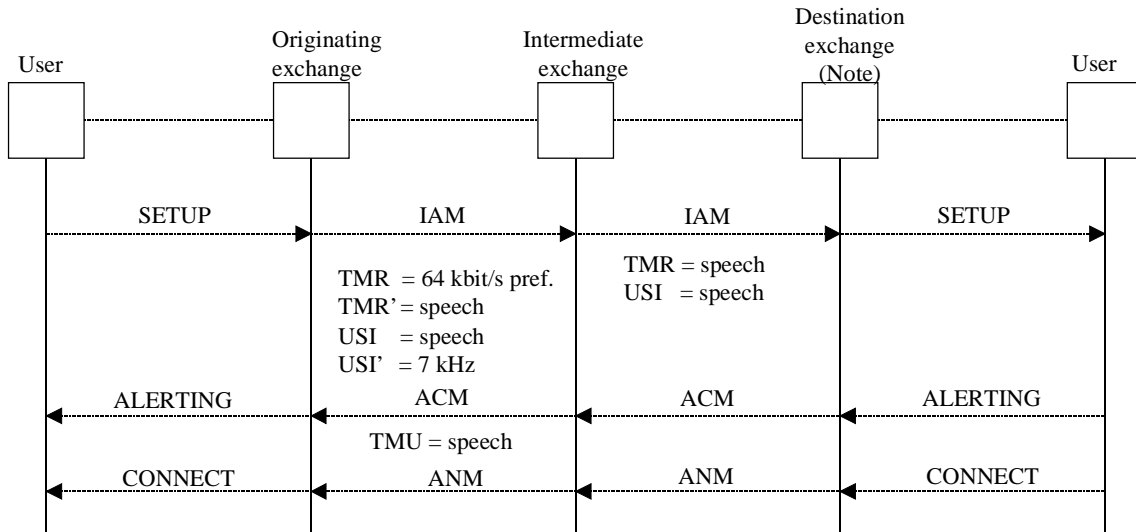 User
Originating
exchange
Intermediate
exchange
Destination
exchange
(Note)
User
SETUP
IAM
IAM
SETUP
TMR = 64 kbit/s pref.
TMR’ = speech
USI = speech
USI’ = 7 kHz
TMR = speech
USI = speech
ALERTING
ACM
ACM
ALERTING
TMU = speech
CONNECT
ANM
ANM
CONNECT